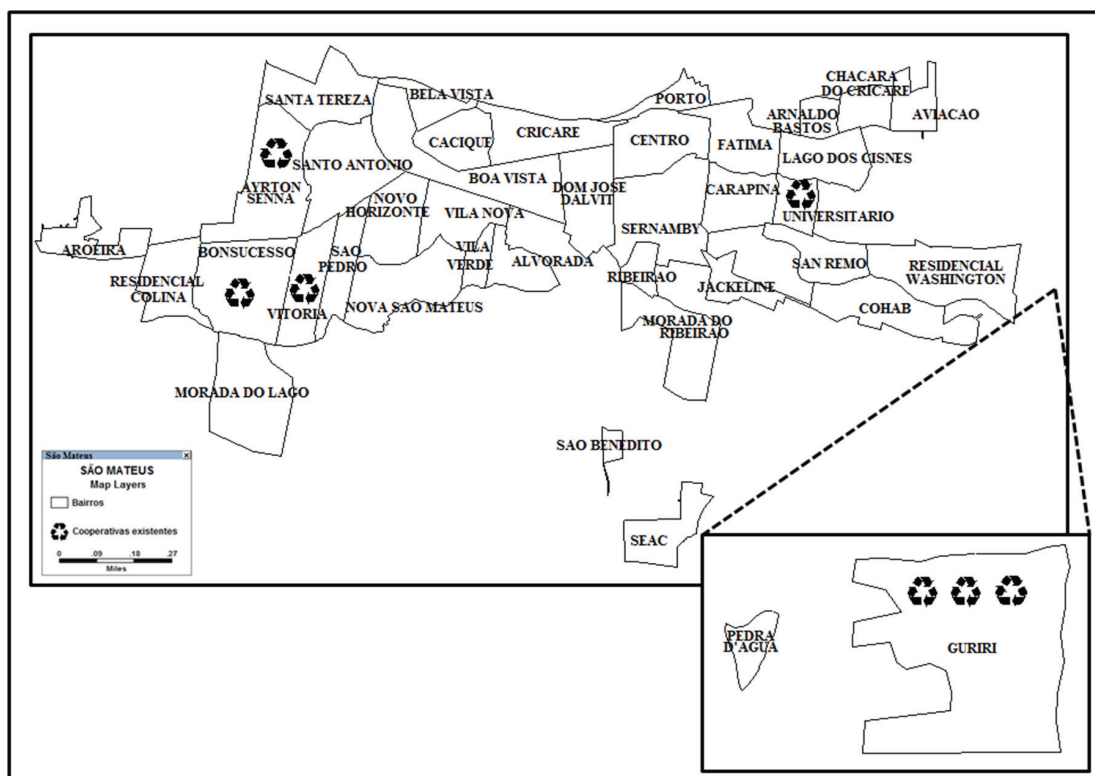 SANTA TEREZA
BELA VISTA
PORTO
CHACARA
DO CRICARE
ARNALDO
BASTOS
AVIACAO
CACIQUE
CRICARE
CENTRO
FATIMA
LAGO DOS CISNES
SANTO ANTONIO
AYRTON
SENNA
BOA VISTA
DOM JOSE
DALVIT
CARAPINA
UNIVERSITARIO
NOVO
HORIZONTE
VILA NOVA
SERNAMBY
AROEIRA
BONSUCESSO
SAO
PEDRO
VILA
VERDE
ALVORADA
RIBEIRAO
SAN REMO
RESIDENCIAL
WASHINGTON
RESIDENCIAL
COLINA
VITORIA
NOVA SAO MATEUS
JACKELINE
COHAB
MORADA DO
RIBEIRAO
MORADA DO LAGO
SAO BENEDITO
SEAC
São Mateus
SÃO MATEUS
Map Layers
Bairros
Cooperativas existentes
0 .09 .18 .27
Miles
PEDRA
D'AGUA
GURIRI